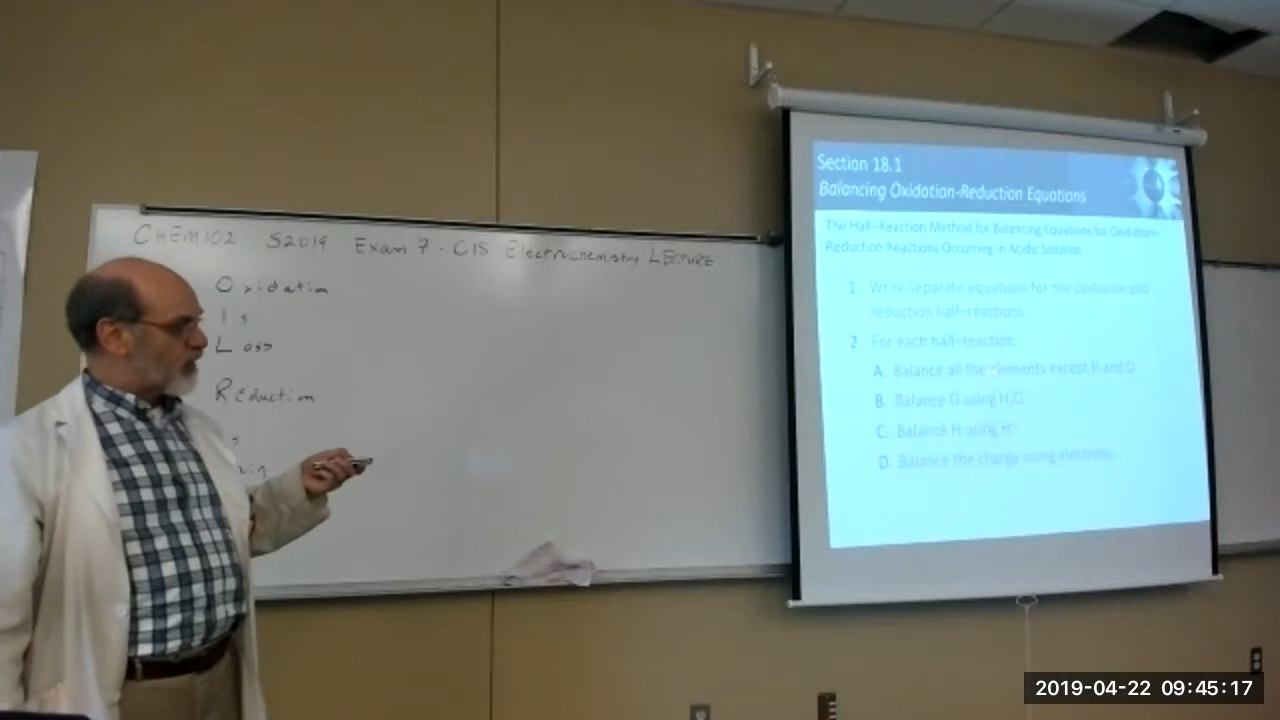 CHEM102 S2019 Exam 7 - C18 Electrochemistry LECTURE
Oxidation
Is
Loss
REduction
s
ain
Section 18.1
Balancing Oxidation-Reduction Equations
The Half–Reaction Method for Balancing Equations for Oxidation–
Reduction Reactions Occurring in Acidic Solution
1. Write separate equations for the oxidation and
reduction half–reactions.
2. For each half–reaction:
A. Balance all the elements except H and O.
B. Balance O using H₂O.
C. Balance H using H⁺.
D. Balance the charge using electrons.
2019-04-22 09:45:17